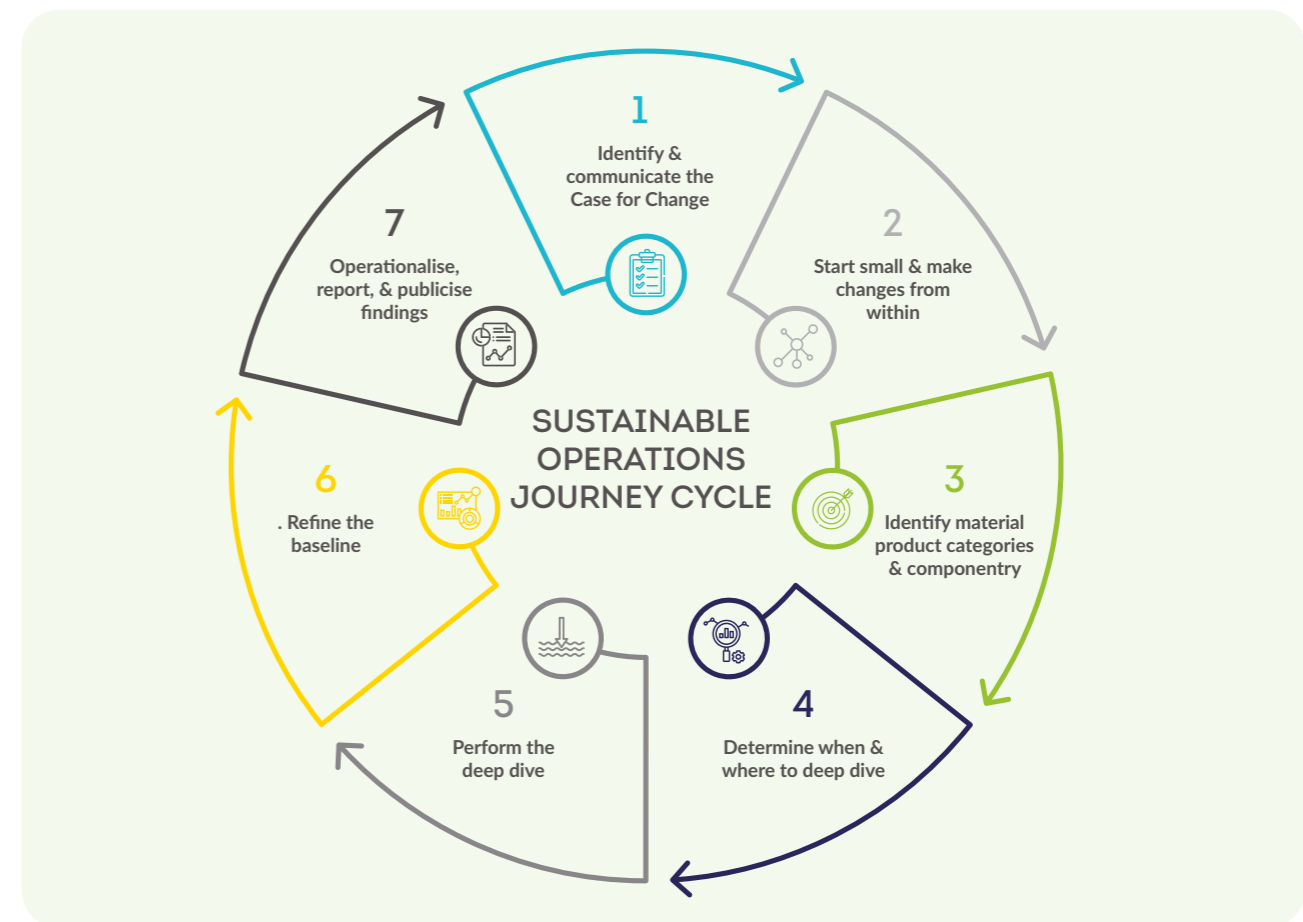 1
Identify &
communicate the
Case for Change
2
Start small & make
changes from
within
3
Identify material
product categories
& componentry
4
Determine when &
where to deep dive
5
Perform the
deep dive
6
. Refine the
baseline
7
Operationalise,
report, & publicise
findings
SUSTAINABLE
OPERATIONS
JOURNEY CYCLE